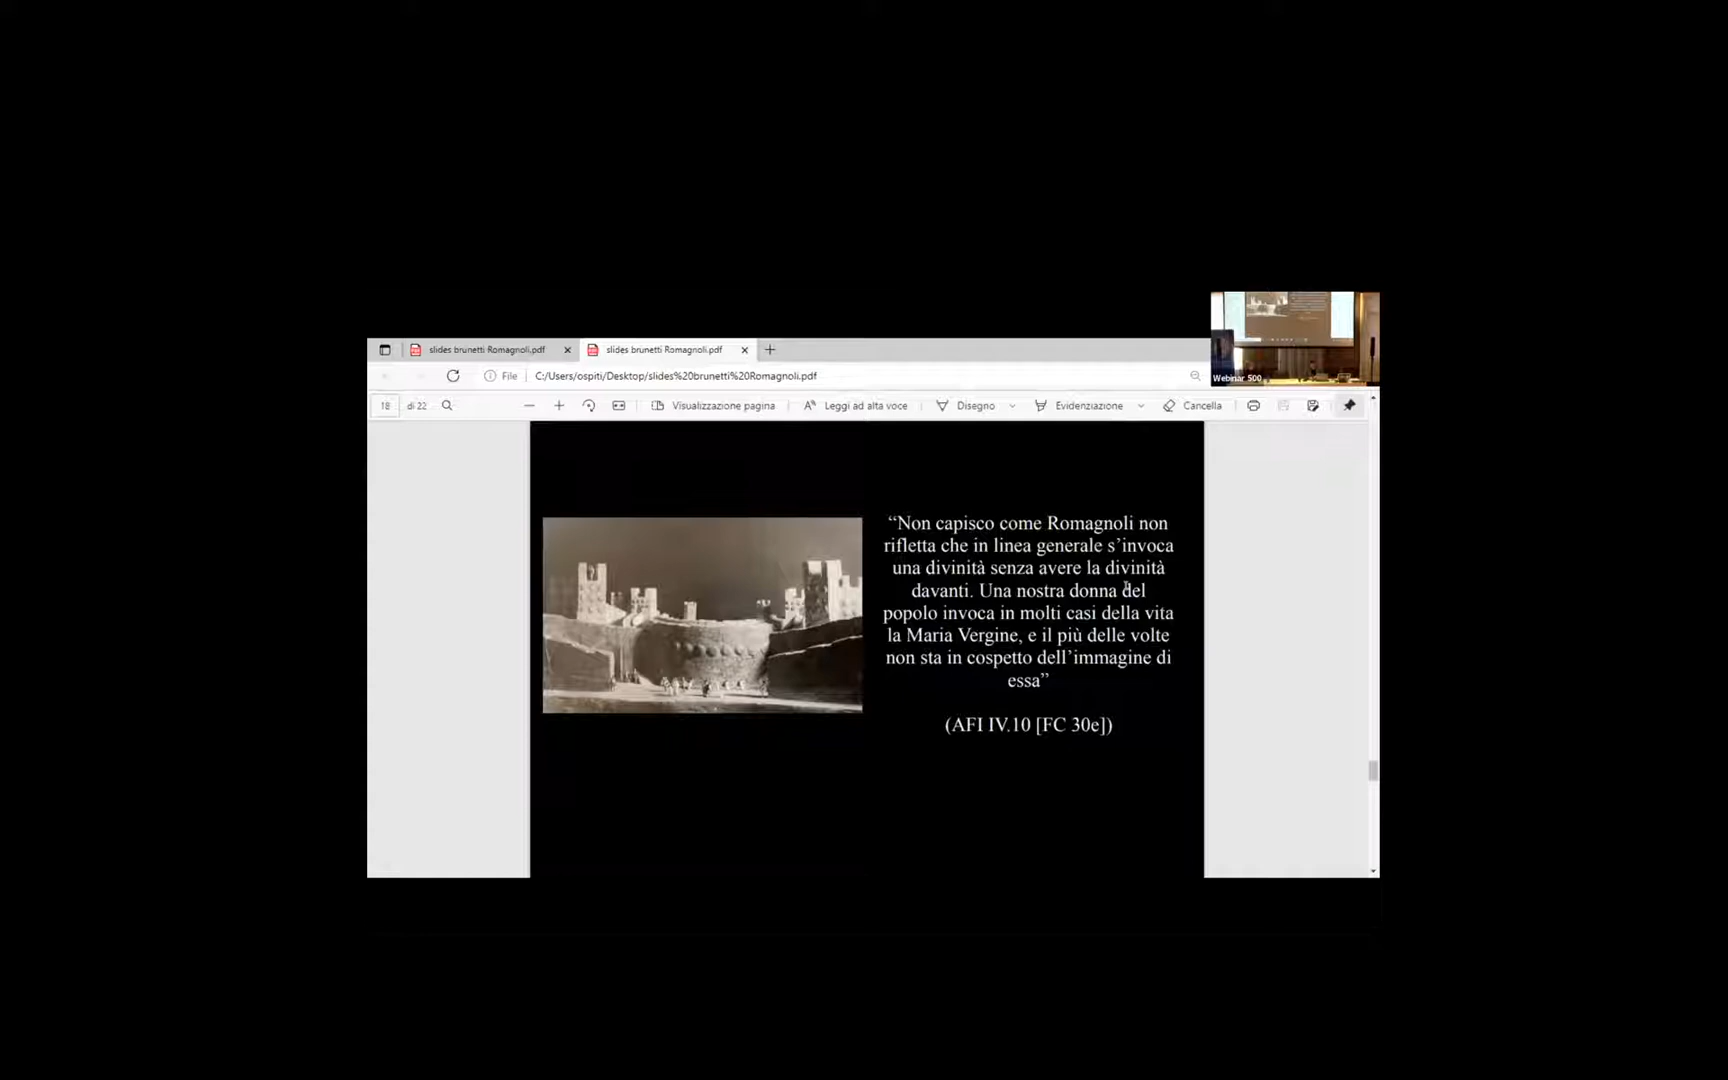 slides brunetti Romagnoli.pdf
slides brunetti Romagnoli.pdf
File C:/Users/ospiti/Desktop/slides%20brunetti%20Romagnoli.pdf
18 di 22 Visualizzazione pagina Leggi ad alta voce Disegno Evidenziazione Cancella
Webinar 500
“Non capisco come Romagnoli non
rifletta che in linea generale s’invoca
una divinità senza avere la divinità
davanti. Una nostra donna del
popolo invoca in molti casi della vita
la Maria Vergine, e il più delle volte
non sta in cospetto dell’immagine di
essa”
(AFI IV.10 [FC 30e])